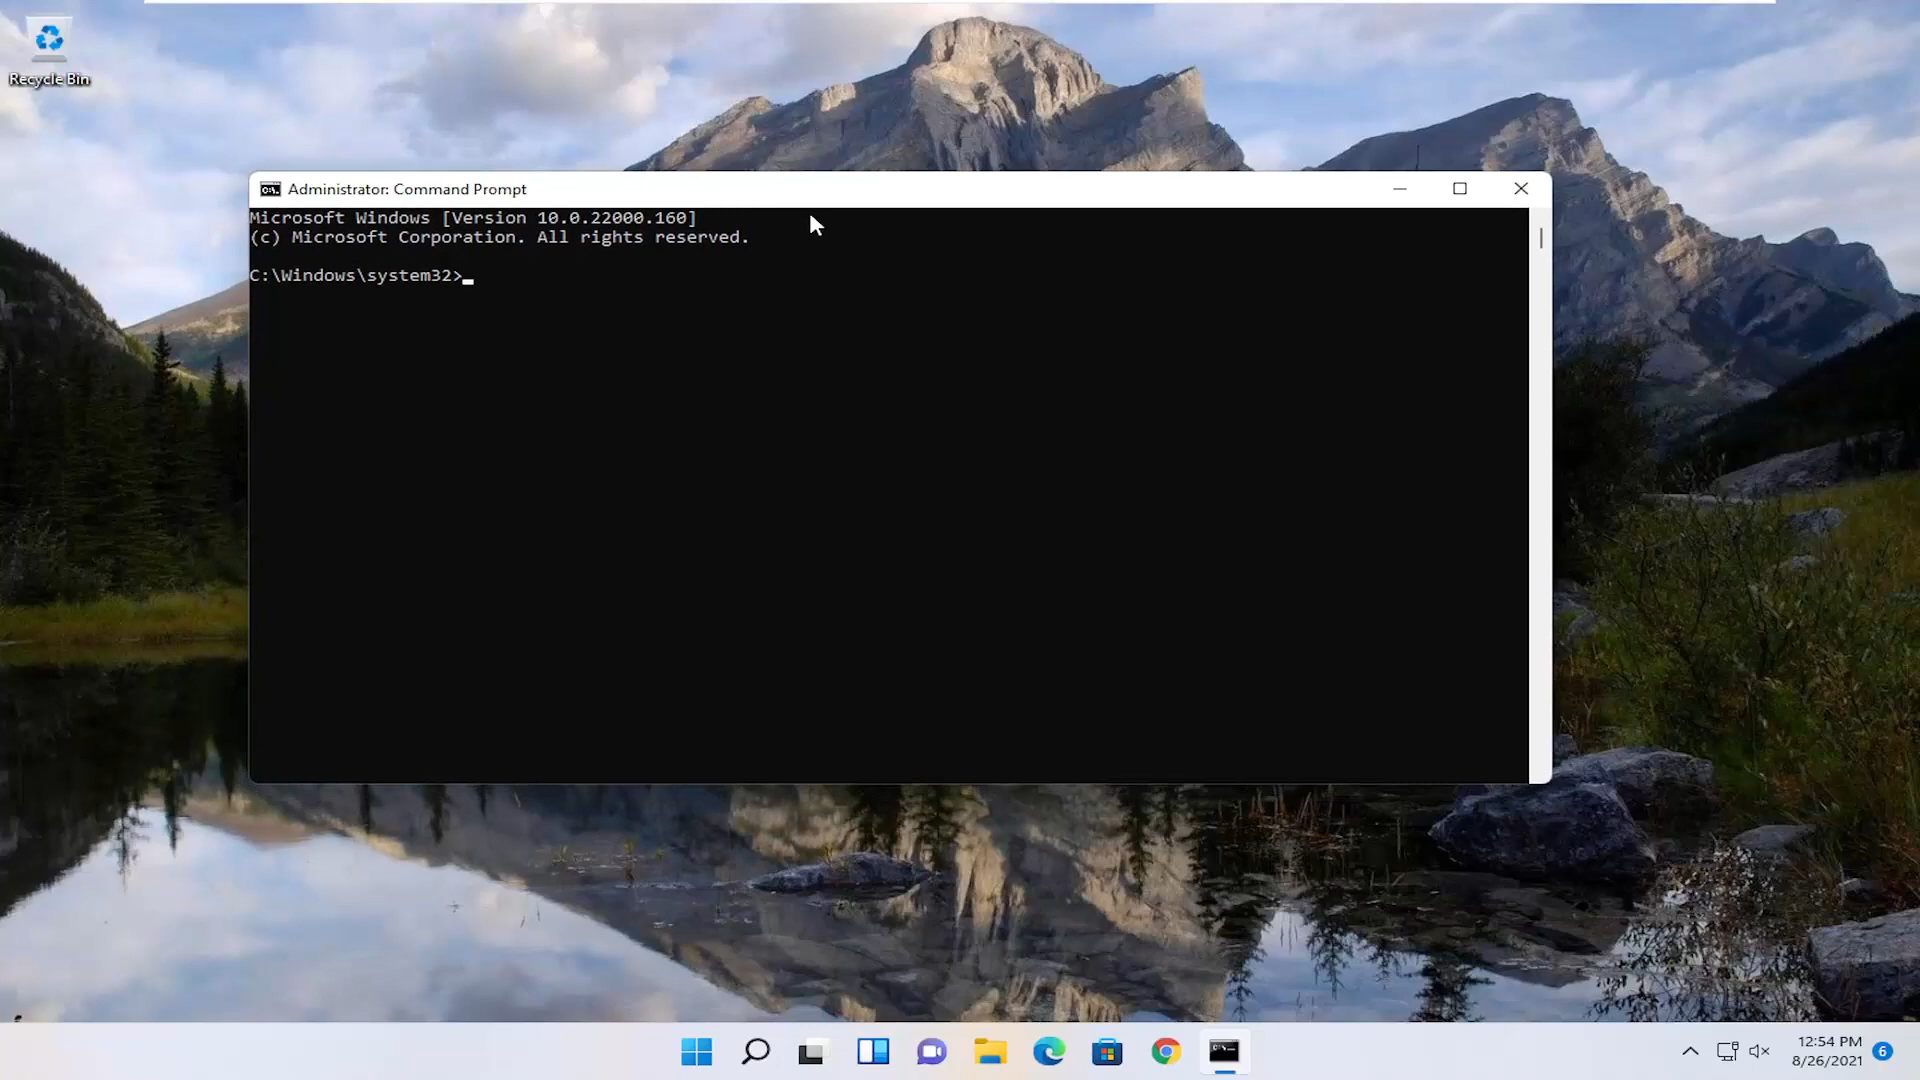 Recycle Bin
Administrator: Command Prompt
Microsoft Windows [Version 10.0.22000.160]
(c) Microsoft Corporation. All rights reserved.
C:\Windows\system32>
12:54 PM
8/26/2021
6